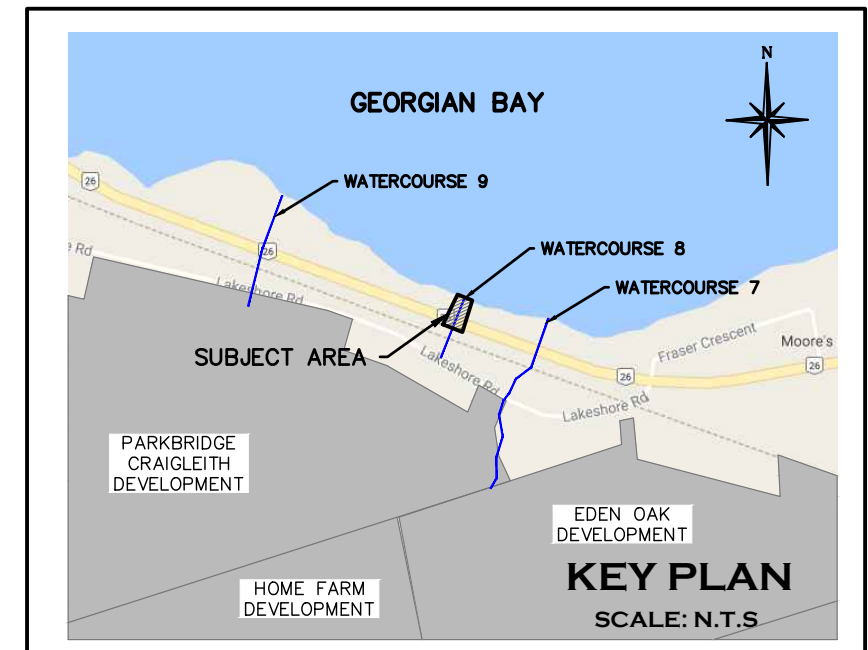 N
GEORGIAN BAY
26
WATERCOURSE 9
WATERCOURSE 8
26
e Rd
WATERCOURSE 7
Lakeshore Rd
26
Fraser Crescent
Moore's
SUBJECT AREA
Lakeshore Rd
26
26
Lakeshore Rd
PARKBRIDGE
CRAIGLEITH
DEVELOPMENT
EDEN OAK
DEVELOPMENT
HOME FARM
DEVELOPMENT
KEY PLAN
SCALE: N.T.S